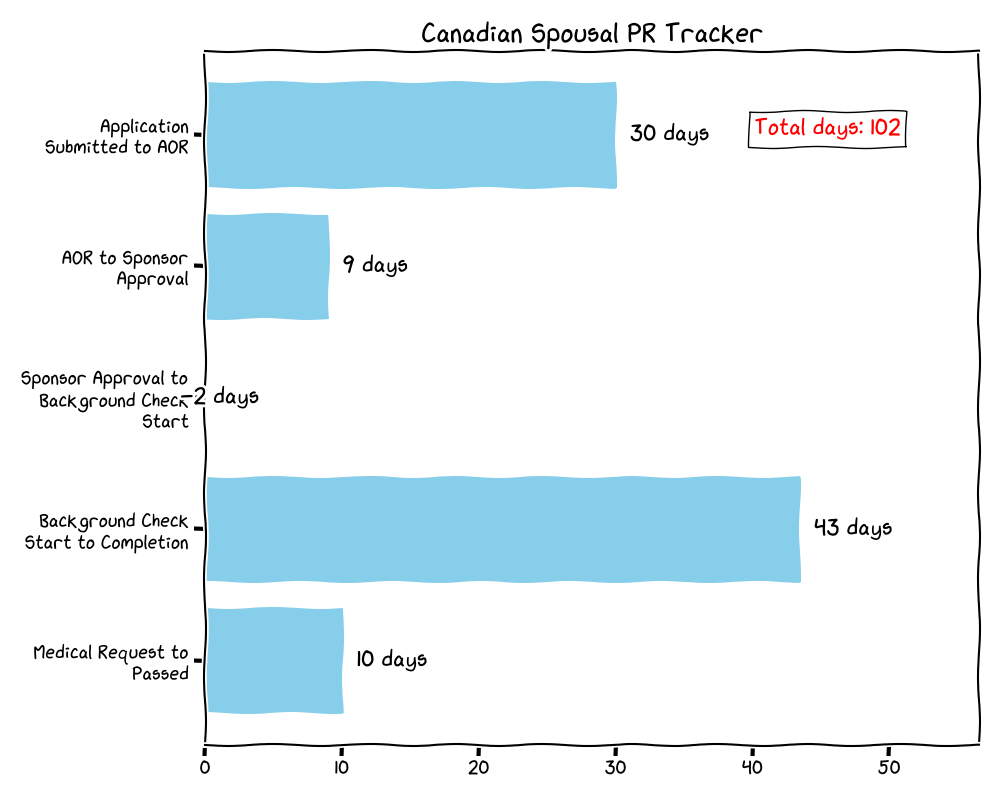 Canadian Spousal PR Tracker
Application
Submitted to AOR
30 days
Total days: 102
AOR to Sponsor
Approval
9 days
Sponsor Approval to
Background Check
Start
-2 days
Background Check
Start to Completion
43 days
Medical Request to
Passed
10 days
0 10 20 30 40 50